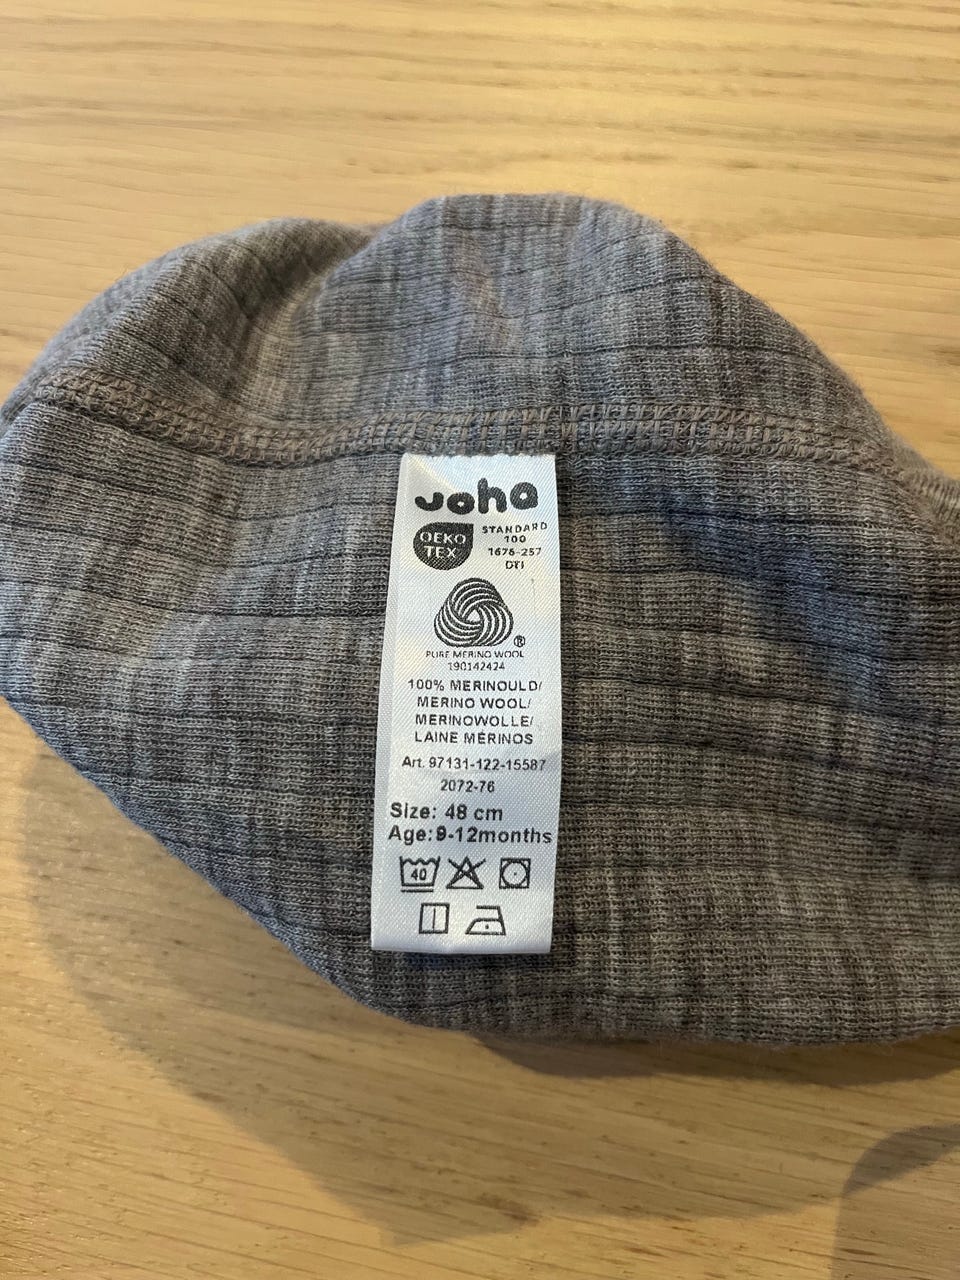 Joha
OEKO
TEX
STANDARD
100
1676-257
DTI
®
PURE MERINO WOOL
190142424
100% MERINOULD/
MERINO WOOL/
MERINOWOLLE/
LAINE MÉRINOS
Art. 97131-122-15587
2072-76
Size: 48 cm
Age:9-12months
40